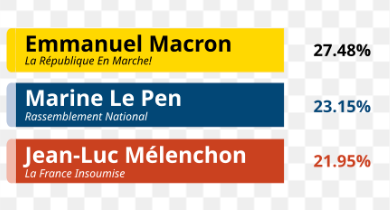 Emmanuel Macron
La République En Marche!
27.48%
Marine Le Pen
Rassemblement National
23.15%
Jean-Luc Mélenchon
La France Insoumise
21.95%